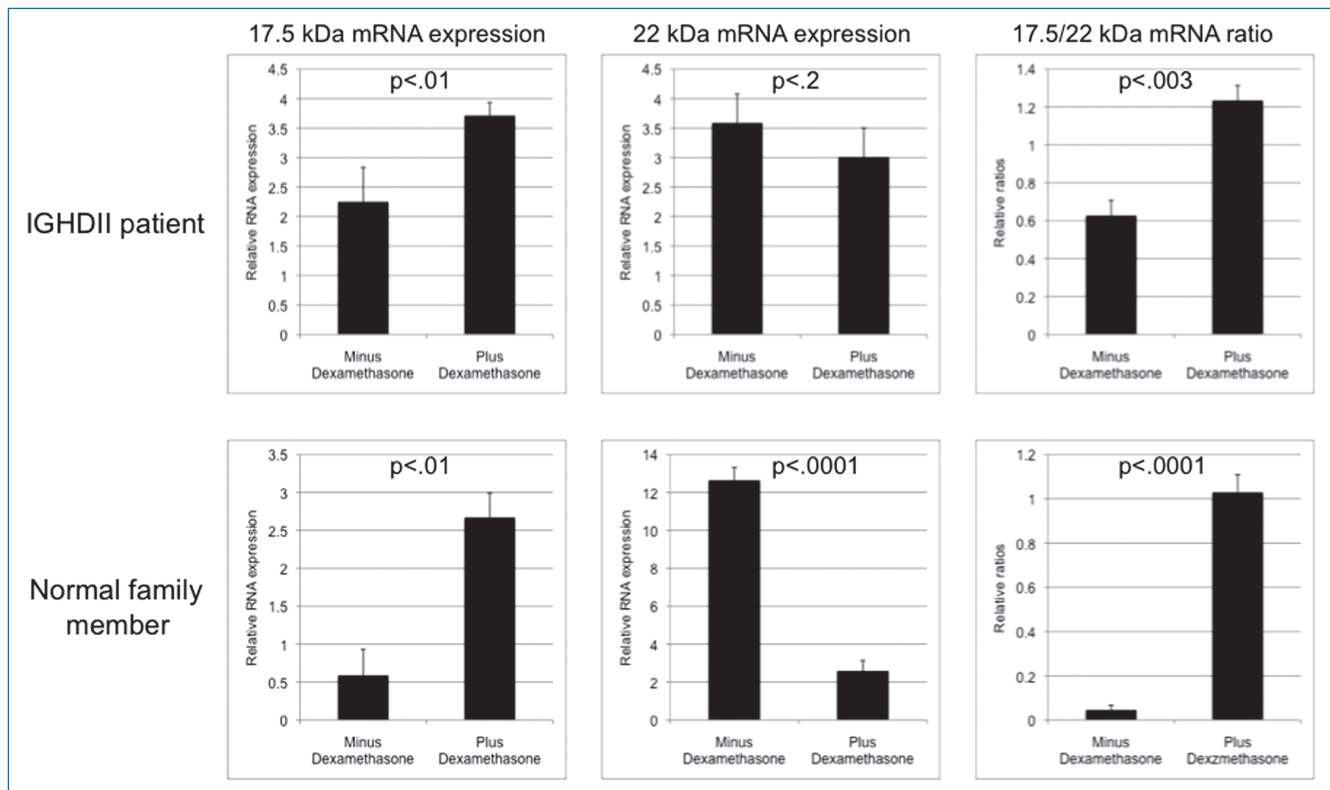 17.5 kDa mRNA expression
22 kDa mRNA expression
17.5/22 kDa mRNA ratio
IGHDII patient
p<.01
Relative RNA expression
4.5
4
3.5
3
2.5
2
1.5
1
0.5
0
Minus
Dexamethasone
Plus
Dexamethasone
p<.2
Relative RNA expression
4.5
4
3.5
3
2.5
2
1.5
1
0.5
0
Minus
Dexamethasone
Plus
Dexamethasone
p<.003
Relative ratios
1.4
1.2
1
0.8
0.6
0.4
0.2
0
Minus
Dexamethasone
Plus
Dexamethasone
Normal family
member
p<.01
Relative RNA expression
3.5
3
2.5
2
1.5
1
0.5
0
Minus
Dexamethasone
Plus
Dexamethasone
p<.0001
Relative RNA expression
14
12
10
8
6
4
2
0
Minus
Dexamethasone
Plus
Dexamethasone
p<.0001
Relative ratios
1.2
1
0.8
0.6
0.4
0.2
0
Minus
Dexamethasone
Plus
Dexzmethasone